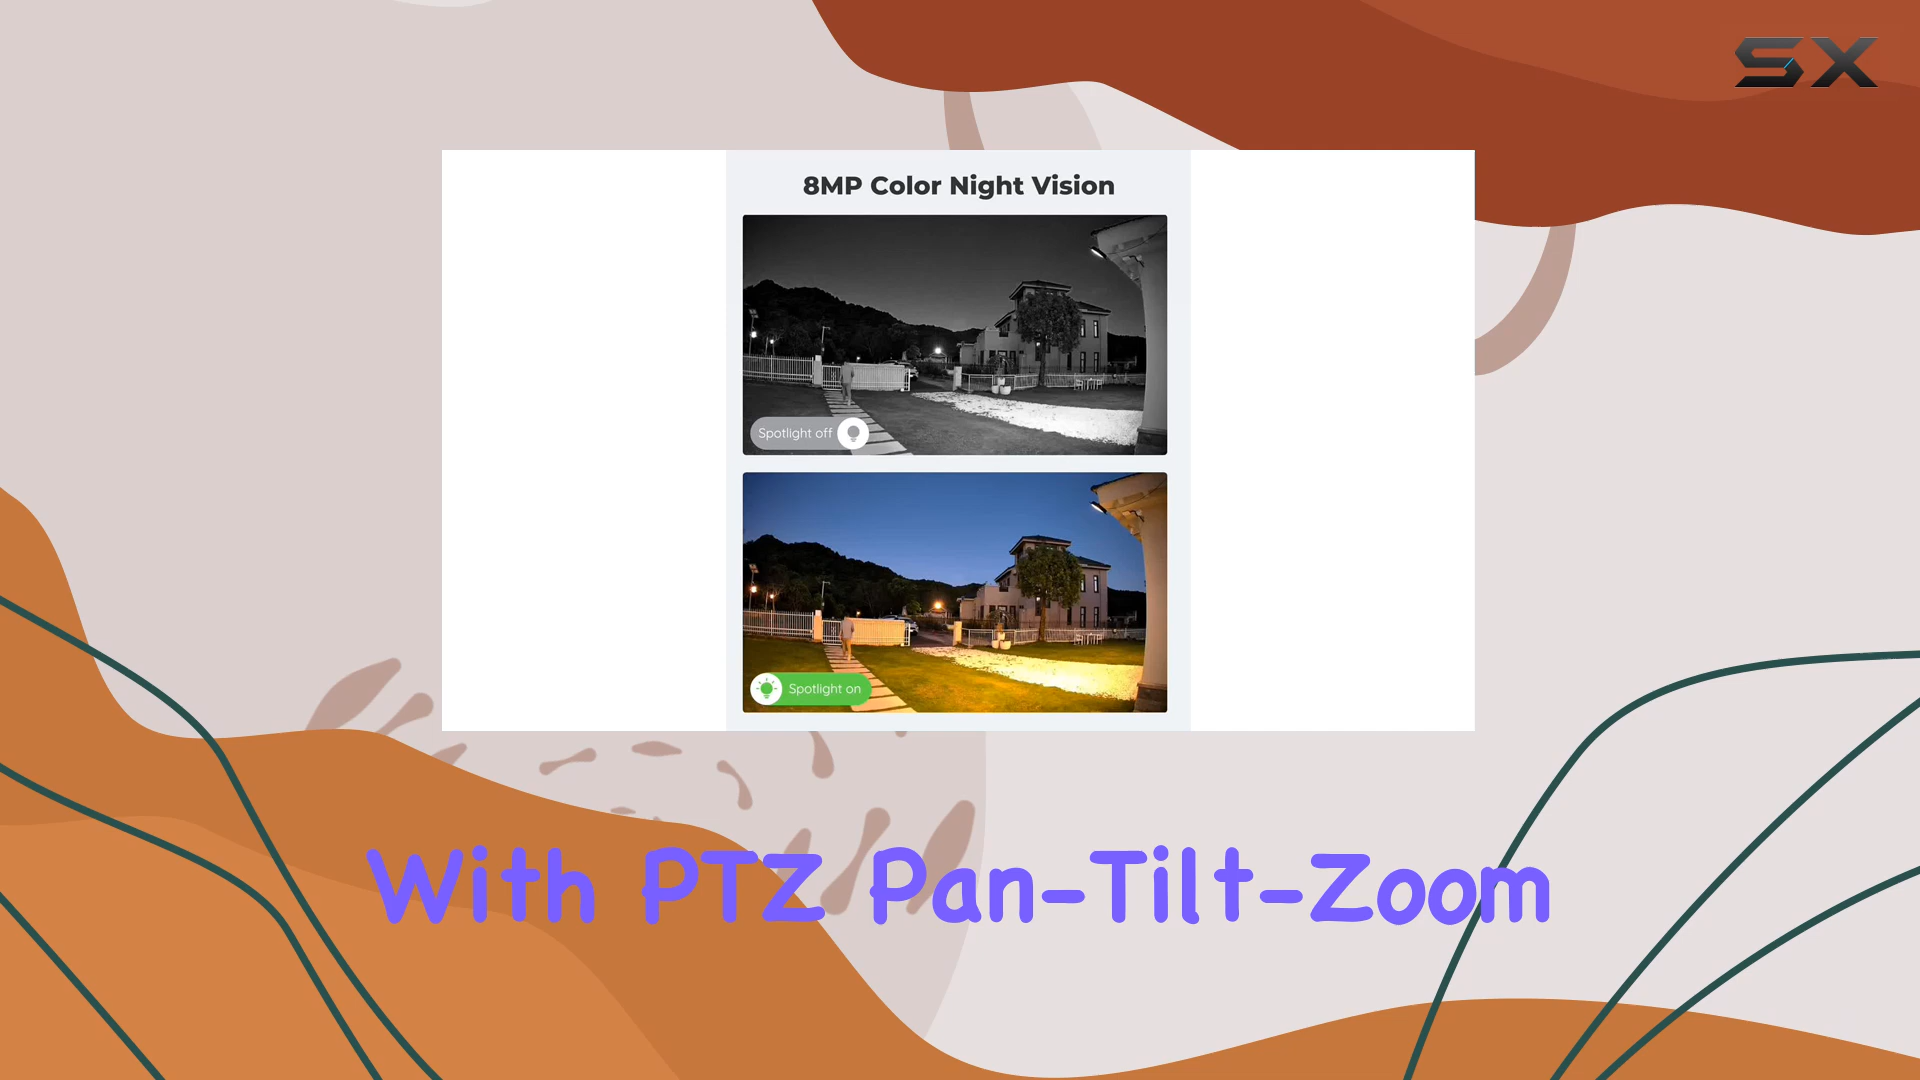 SX
8MP Color Night Vision
Spotlight off
Spotlight on
With PTZ Pan-Tilt-Zoom